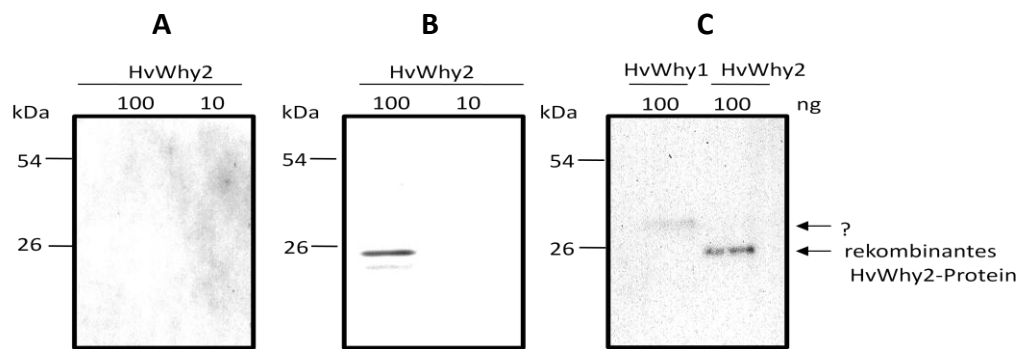 A B C
HvWhy2 HvWhy2 HvWhy1 HvWhy2
kDa 100 10 kDa 100 10 kDa 100 100 ng
54 54 54
?
26 26 26 rekombinantes
HvWhy2-Protein